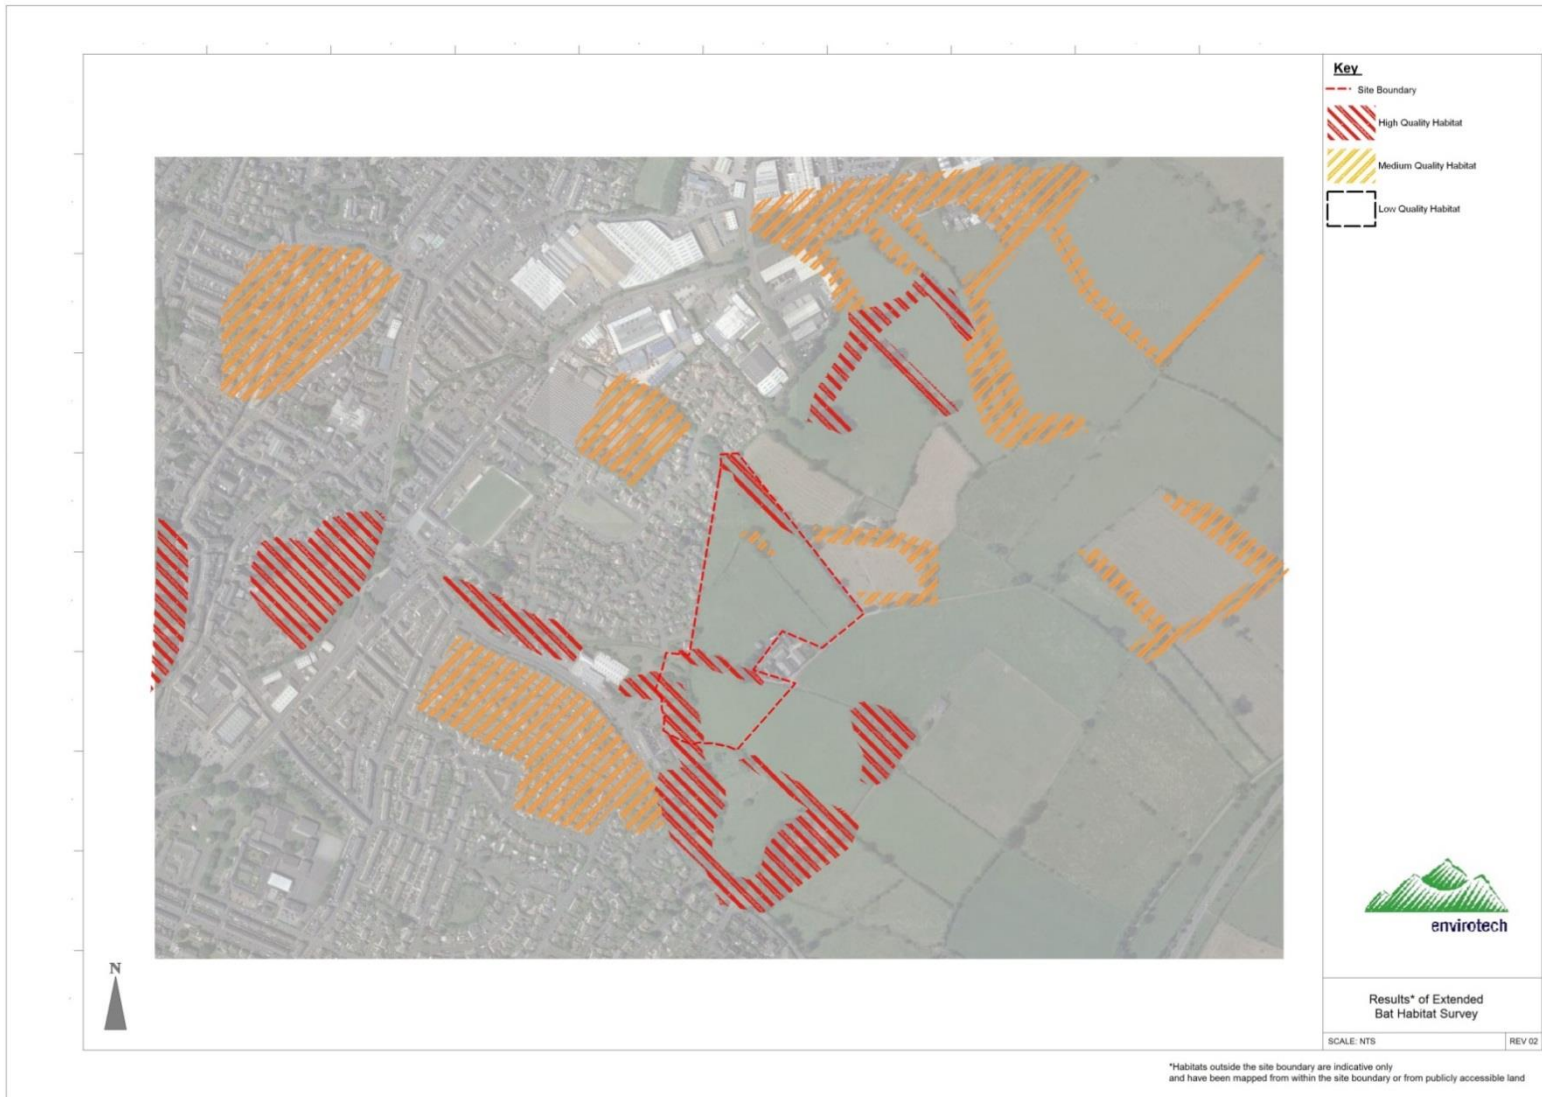 Key
Site Boundary
High Quality Habitat
Medium Quality Habitat
Low Quality Habitat
N
envirotech
Results* of Extended
Bat Habitat Survey
SCALE: NTS
REV 02
*Habitats outside the site boundary are indicative only
and have been mapped from within the site boundary or from publicly accessible land